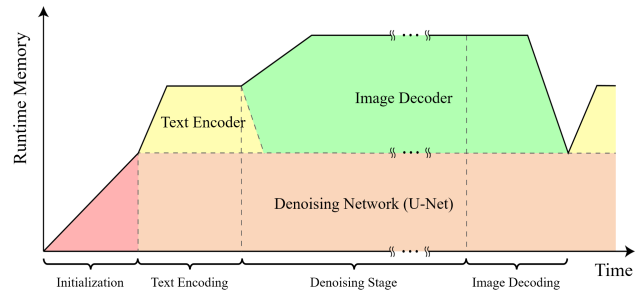 Runtime Memory
Text Encoder
Image Decoder
Denoising Network (U-Net)
Time
Initialization
Text Encoding
Denoising Stage
Image Decoding